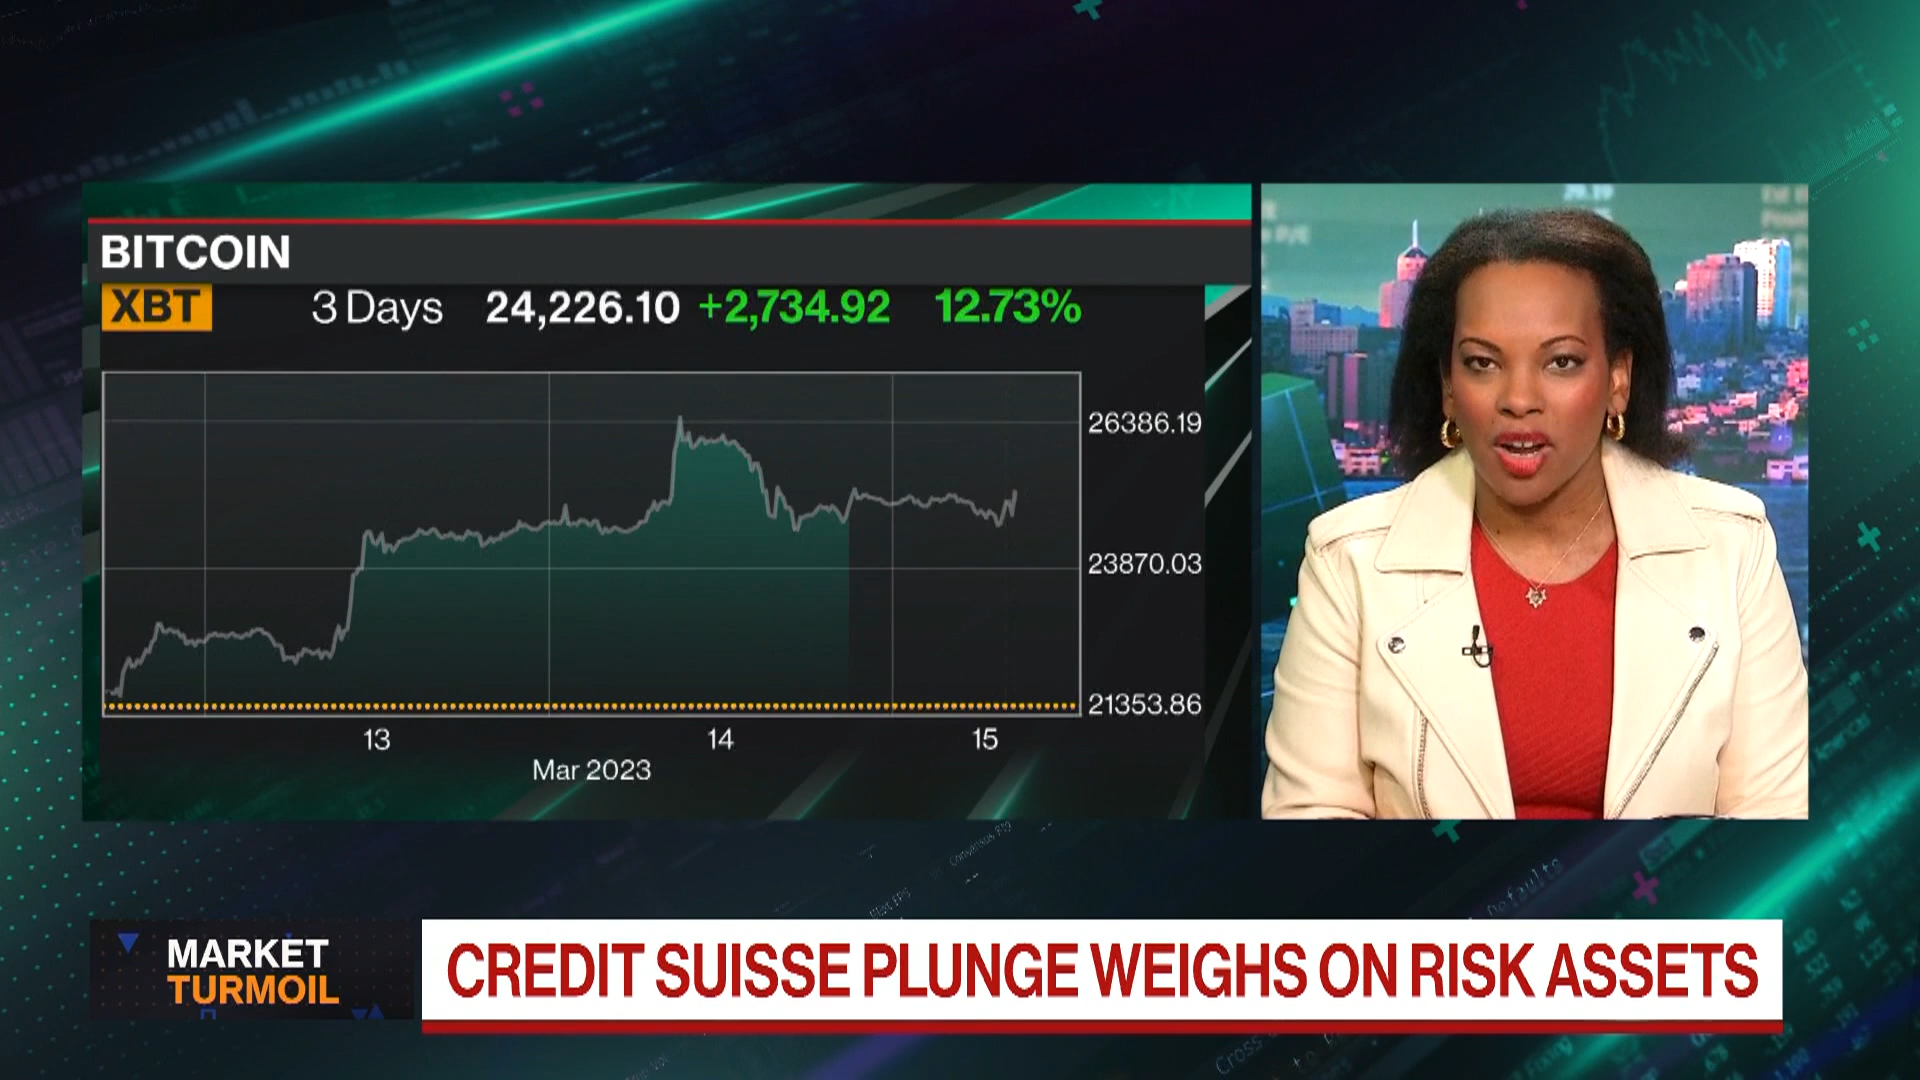 BITCOIN
XBT 3 Days 24,226.10 +2,734.92 12.73%
26386.19
23870.03
21353.86
13 14 15
Mar 2023
MARKET
TURMOIL
CREDIT SUISSE PLUNGE WEIGHS ON RISK ASSETS
Defaults